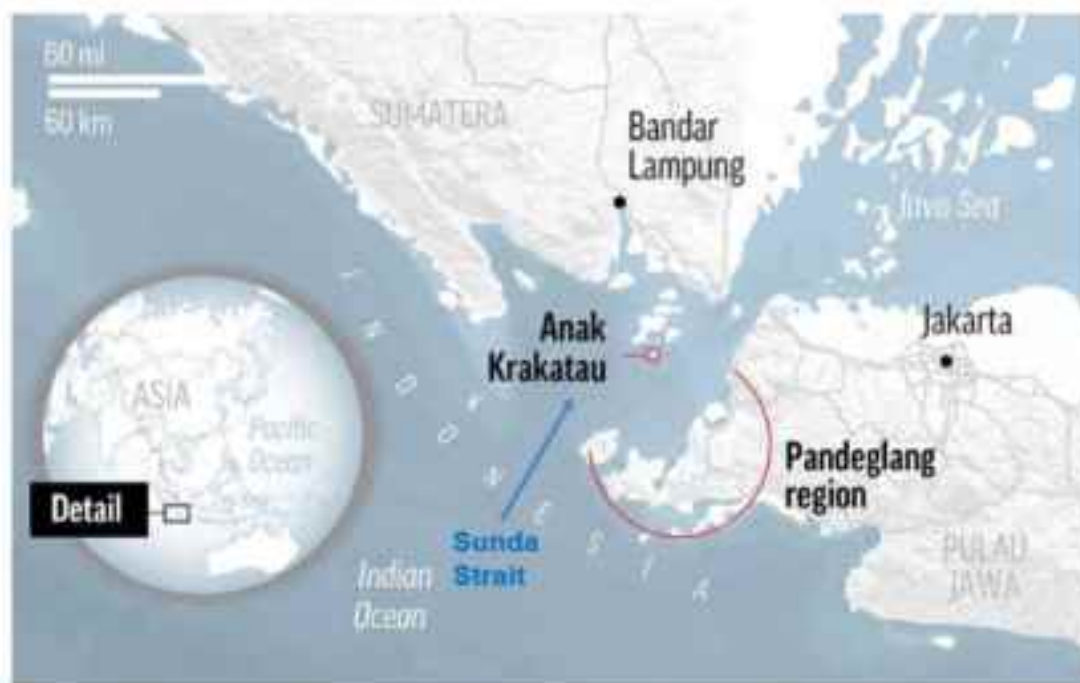 60 mi
60 km
SUMATERA
Bandar
Lampung
Java Sea
Anak
Krakatau
Jakarta
ASIA
Pacific
Ocean
Pandeglang
region
Detail
Sunda
Strait
Indian
Ocean
PULAU
JAWA
I N D O N E S I A